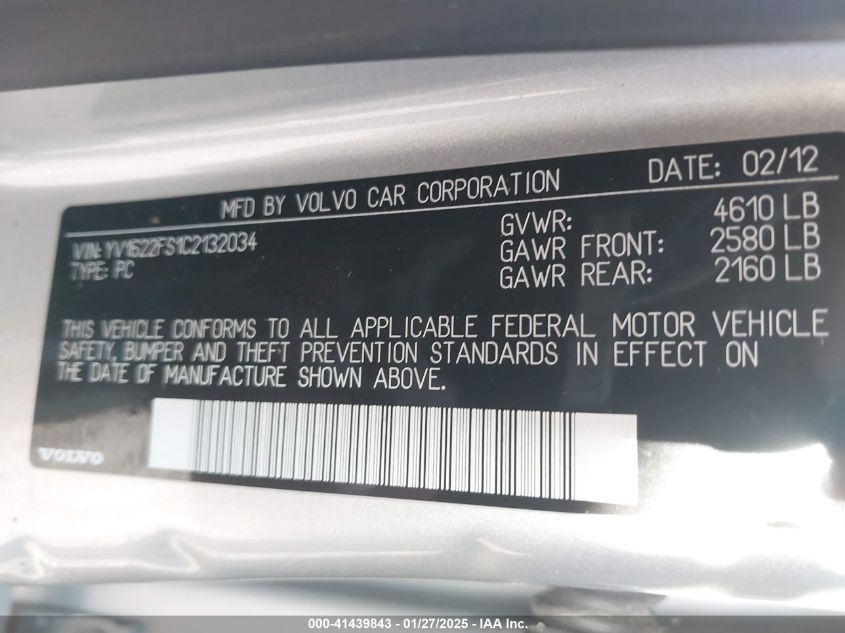 MFD BY VOLVO CAR CORPORATION DATE: 02/12
VIN: YV1622FS1C2132034
TYPE: PC
GVWR: 4610 LB
GAWR FRONT: 2580 LB
GAWR REAR: 2160 LB
THIS VEHICLE CONFORMS TO ALL APPLICABLE FEDERAL MOTOR VEHICLE
SAFETY, BUMPER AND THEFT PREVENTION STANDARDS IN EFFECT ON
THE DATE OF MANUFACTURE SHOWN ABOVE.
VOLVO
000-41439843 - 01/27/2025 - IAA Inc.